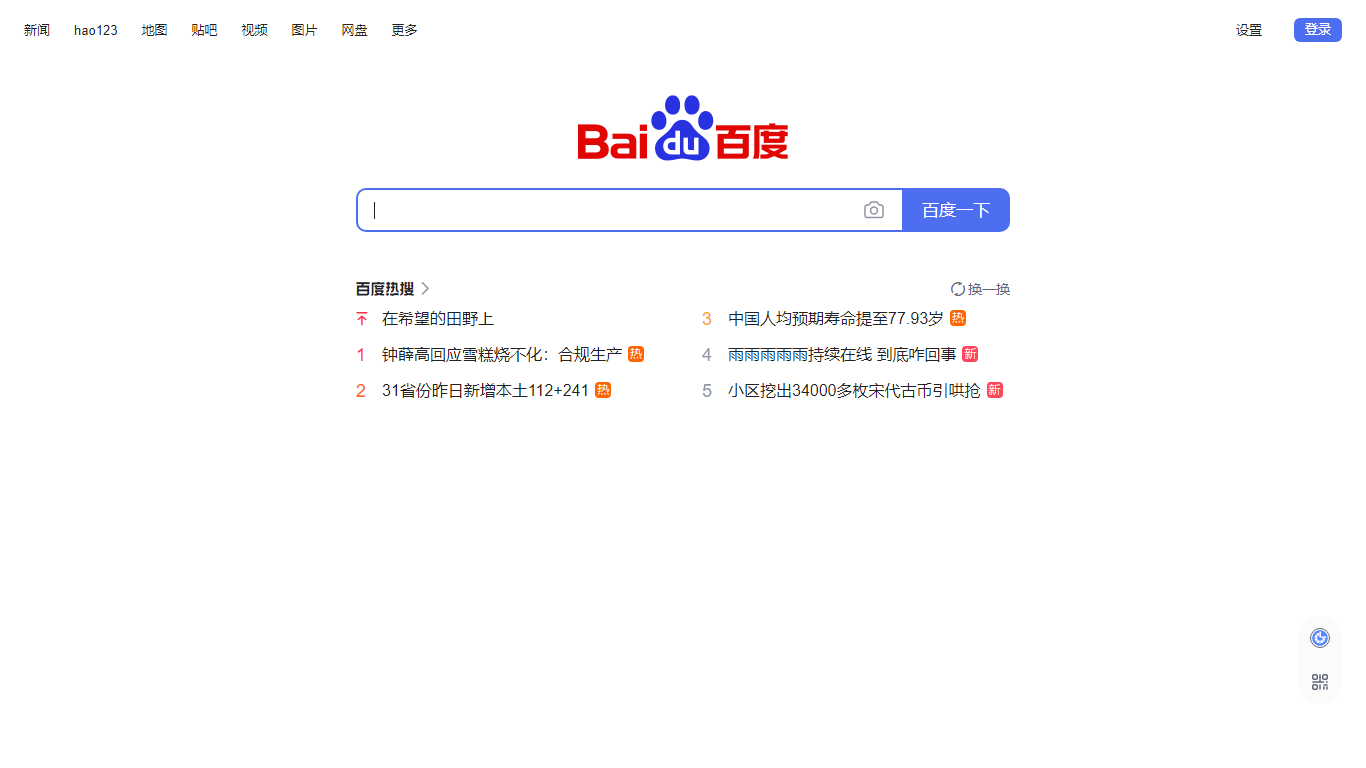 新闻 hao123 地图 贴吧 视频 图片 网盘 更多 设置 登录
Bai du 百度
百度一下
百度热搜 换一换
在希望的田野上
1 钟薛高回应雪糕烧不化：合规生产 热
2 31省份昨日新增本土112+241 热
3 中国人均预期寿命提至77.93岁 热
4 雨雨雨雨雨持续在线 到底咋回事 新
5 小区挖出34000多枚宋代古币引哄抢 新